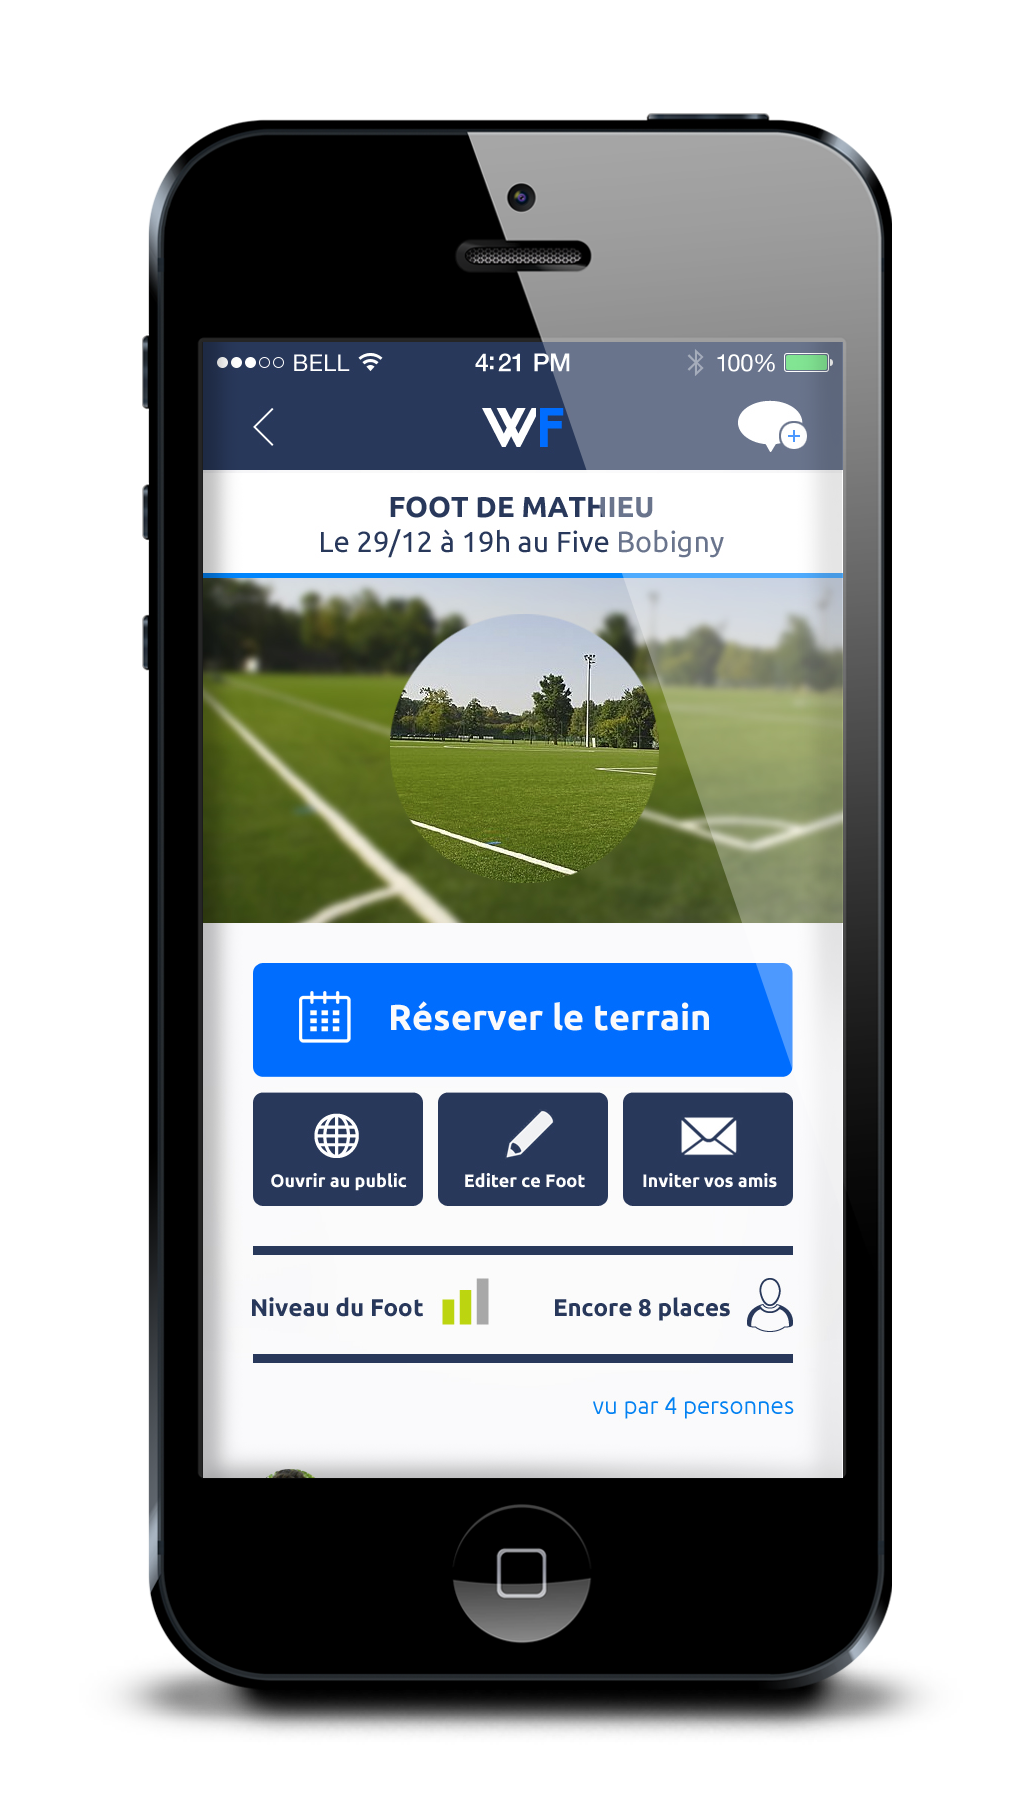 BELL 4:21 PM 100%
WF
FOOT DE MATHIEU
Le 29/12 à 19h au Five Bobigny
Réserver le terrain
Ouvrir au public Editer ce Foot Inviter vos amis
Niveau du Foot Encore 8 places
vu par 4 personnes